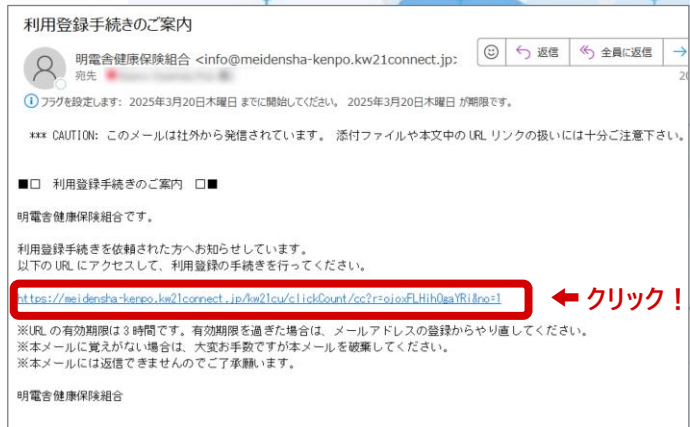 利用登録手続きのご案内
明電舎健康保険組合 <info@meidensha-kenpo.kw21connect.jp>
返信
全員に返信
宛先
20
フラグを設定します: 2025年3月20日木曜日 までに開始してください。 2025年3月20日木曜日 が期限です。
*** CAUTION: このメールは社外から発信されています。 添付ファイルや本文中の URL リンクの扱いには十分ご注意下さい。
■□ 利用登録手続きのご案内 □■
明電舎健康保険組合です。
利用登録手続きを依頼された方へお知らせしています。
以下の URL にアクセスして、利用登録の手続きを行ってください。
https://meidensha-kenpo.kw21connect.jp/kw21cu/clickCount/cc?r=ojoxFLHihOgaYRi&no=1
クリック！
※URL の有効期限は3時間です。有効期限を過ぎた場合は、メールアドレスの登録からやり直してください。
※本メールに覚えがない場合は、大変お手数ですが本メールを破棄してください。
※本メールには返信できませんのでご了承願います。
明電舎健康保険組合